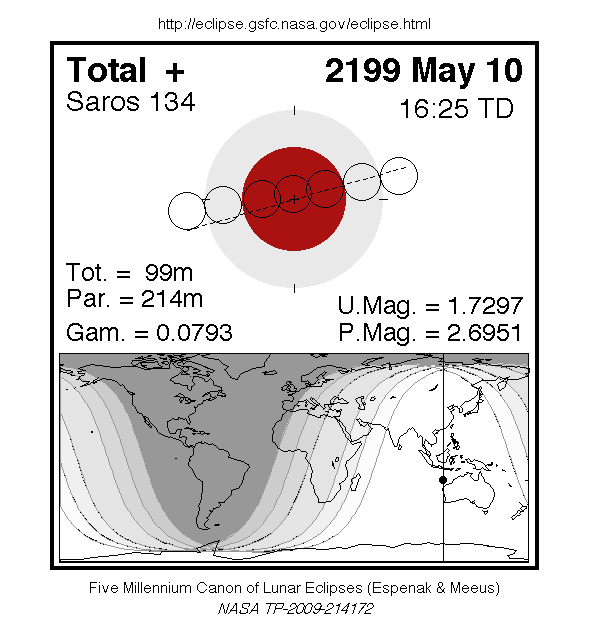 http://eclipse.gsfc.nasa.gov/eclipse.html
Total +
2199 May 10
Saros 134
16:25 TD
Tot. = 99m
Par. = 214m
Gam. = 0.0793
U.Mag. = 1.7297
P.Mag. = 2.6951
Five Millennium Canon of Lunar Eclipses (Espenak & Meeus)
NASA TP-2009-214172